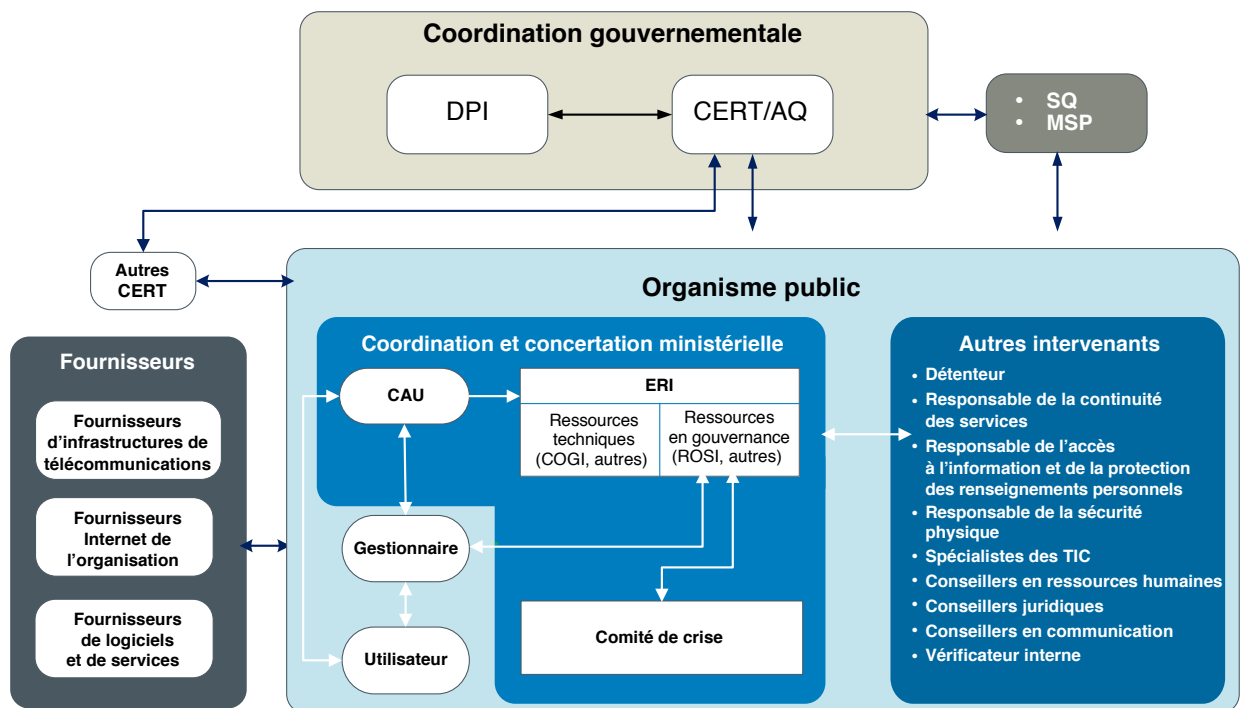 Coordination gouvernementale
DPI
CERT/AQ
• SQ
• MSP
Autres
CERT
Organisme public
Fournisseurs
Fournisseurs
d'infrastructures de
télécommunications
Fournisseurs
Internet de
l'organisation
Fournisseurs
de logiciels
et de services
Coordination et concertation ministérielle
CAU
ERI
Ressources
techniques
(COGI, autres)
Ressources
en gouvernance
(ROSI, autres)
Gestionnaire
Utilisateur
Comité de crise
Autres intervenants
• Détenteur
• Responsable de la continuité
des services
• Responsable de l'accès
à l'information et de la protection
des renseignements personnels
• Responsable de la sécurité
physique
• Spécialistes des TIC
• Conseillers en ressources humaines
• Conseillers juridiques
• Conseillers en communication
• Vérificateur interne